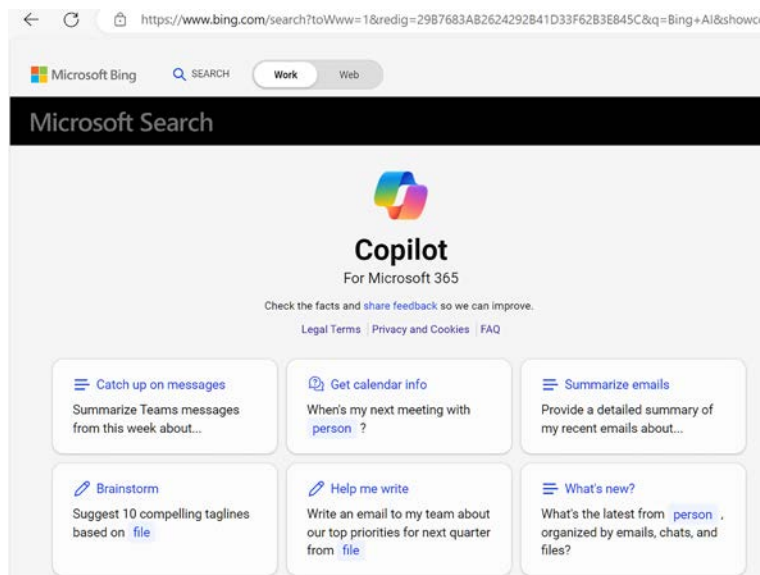 https://www.bing.com/search?toWww=1&redig=29B7683AB2624292B41D33F62B3E845C&q=Bing+AI&showc
Microsoft Bing SEARCH Work Web
Microsoft Search
Copilot
For Microsoft 365
Check the facts and share feedback so we can improve.
Legal Terms | Privacy and Cookies | FAQ
Catch up on messages
Summarize Teams messages
from this week about...
Get calendar info
When's my next meeting with
person ?
Summarize emails
Provide a detailed summary of
my recent emails about...
Brainstorm
Suggest 10 compelling taglines
based on file
Help me write
Write an email to my team about
our top priorities for next quarter
from file
What's new?
What's the latest from person ,
organized by emails, chats, and
files?